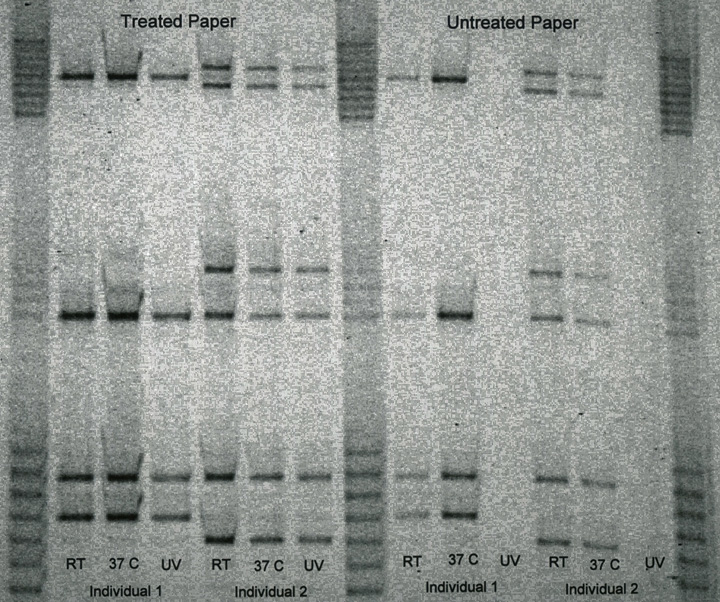 Treated Paper
Untreated Paper
RT 37 C UV RT 37 C UV RT 37 C UV RT 37 C UV
Individual 1 Individual 2 Individual 1 Individual 2